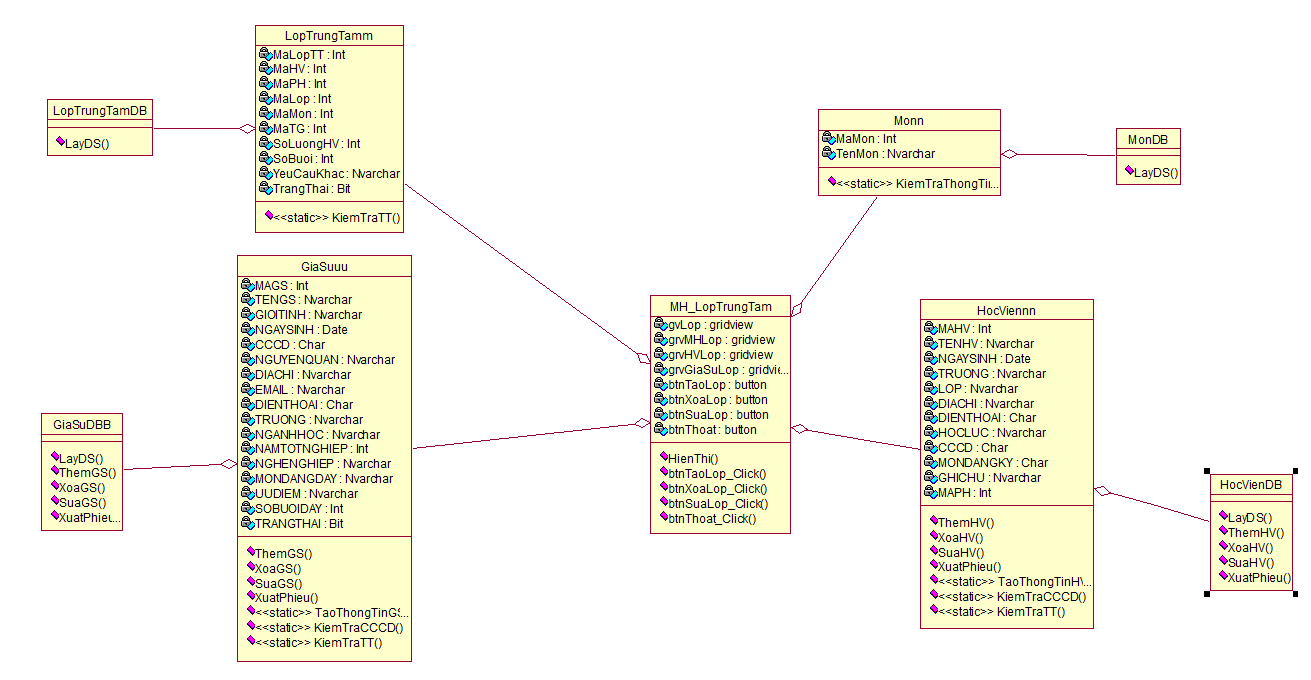 LopTrungTamm
MaLopTT : Int
MaHV : Int
MaPH : Int
MaLop : Int
MaMon : Int
MaTG : Int
SoLuongHV : Int
SoBuoi : Int
YeuCauKhac : Nvarchar
TrangThai : Bit
<<static>> KiemTraTT()
LopTrungTamDB
LayDS()
Monn
MaMon : Int
TenMon : Nvarchar
<<static>> KiemTraThongTi...
MonDB
LayDS()
GiaSuuu
MAGS : Int
TENGS : Nvarchar
GIOITINH : Nvarchar
NGAYSINH : Date
CCCD : Char
NGUYENQUAN : Nvarchar
DIACHI : Nvarchar
EMAIL : Nvarchar
DIENTHOAI : Char
TRUONG : Nvarchar
NGANHHOC : Nvarchar
NAMTOTNGHIEP : Int
NGHENGHIEP : Nvarchar
MONDANGDAY : Nvarchar
UUDIEM : Nvarchar
SOBUOIDAY : Int
TRANGTHAI : Bit
ThemGS()
XoaGS()
SuaGS()
XuatPhieu()
<<static>> TaoThongTinGS...
<<static>> KiemTraCCCD()
<<static>> KiemTraTT()
GiaSuDBB
LayDS()
ThemGS()
XoaGS()
SuaGS()
XuatPhieu...
MH_LopTrungTam
gvLop : gridview
grvMHLop : gridview
grvHVLop : gridview
grvGiaSuLop : gridvie...
btnTaoLop : button
btnXoaLop : button
btnSuaLop : button
btnThoat : button
HienThi()
btnTaoLop_Click()
btnXoaLop_Click()
btnSuaLop_Click()
btnThoat_Click()
HocViennn
MAHV : Int
TENHV : Nvarchar
NGAYSINH : Date
TRUONG : Nvarchar
LOP : Nvarchar
DIACHI : Nvarchar
DIENTHOAI : Char
HOCLUC : Nvarchar
CCCD : Char
MONDANGKY : Char
GHICHU : Nvarchar
MAPH : Int
ThemHV()
XoaHV()
SuaHV()
XuatPhieu()
<<static>> TaoThongTinH...
<<static>> KiemTraCCCD()
<<static>> KiemTraTT()
HocVienDB
LayDS()
ThemHV()
XoaHV()
SuaHV()
XuatPhieu()